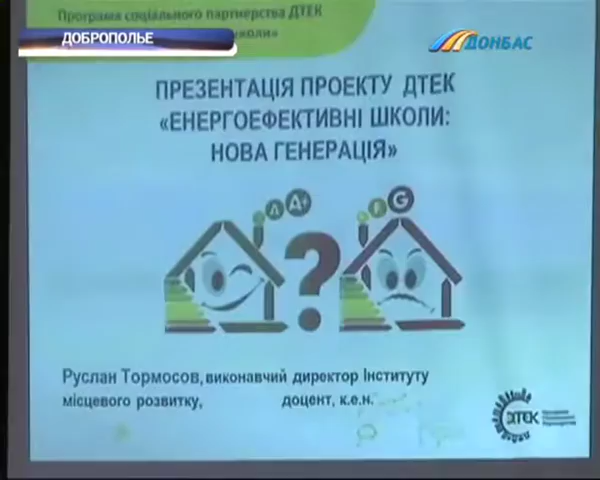 Програма соціального партнерства ДТЕК
ДОБРОПОЛЬЕ
ДОНБАС
ПРЕЗЕНТАЦІЯ ПРОЕКТУ ДТЕК
«ЕНЕРГОЕФЕКТИВНІ ШКОЛИ:
НОВА ГЕНЕРАЦІЯ»
A A+
F G
?
Руслан Тормосов, виконавчий директор Інституту
місцевого розвитку, доцент, к.е.н.
ДТЕК